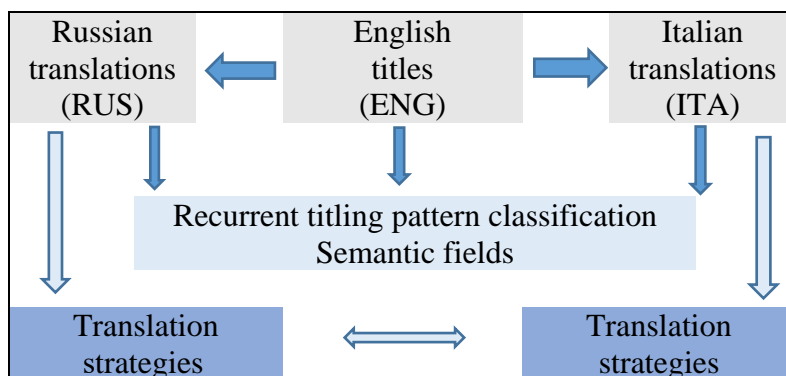 Russian
translations
(RUS)
English
titles
(ENG)
Italian
translations
(ITA)
Recurrent titling pattern classification
Semantic fields
Translation
strategies
Translation
strategies